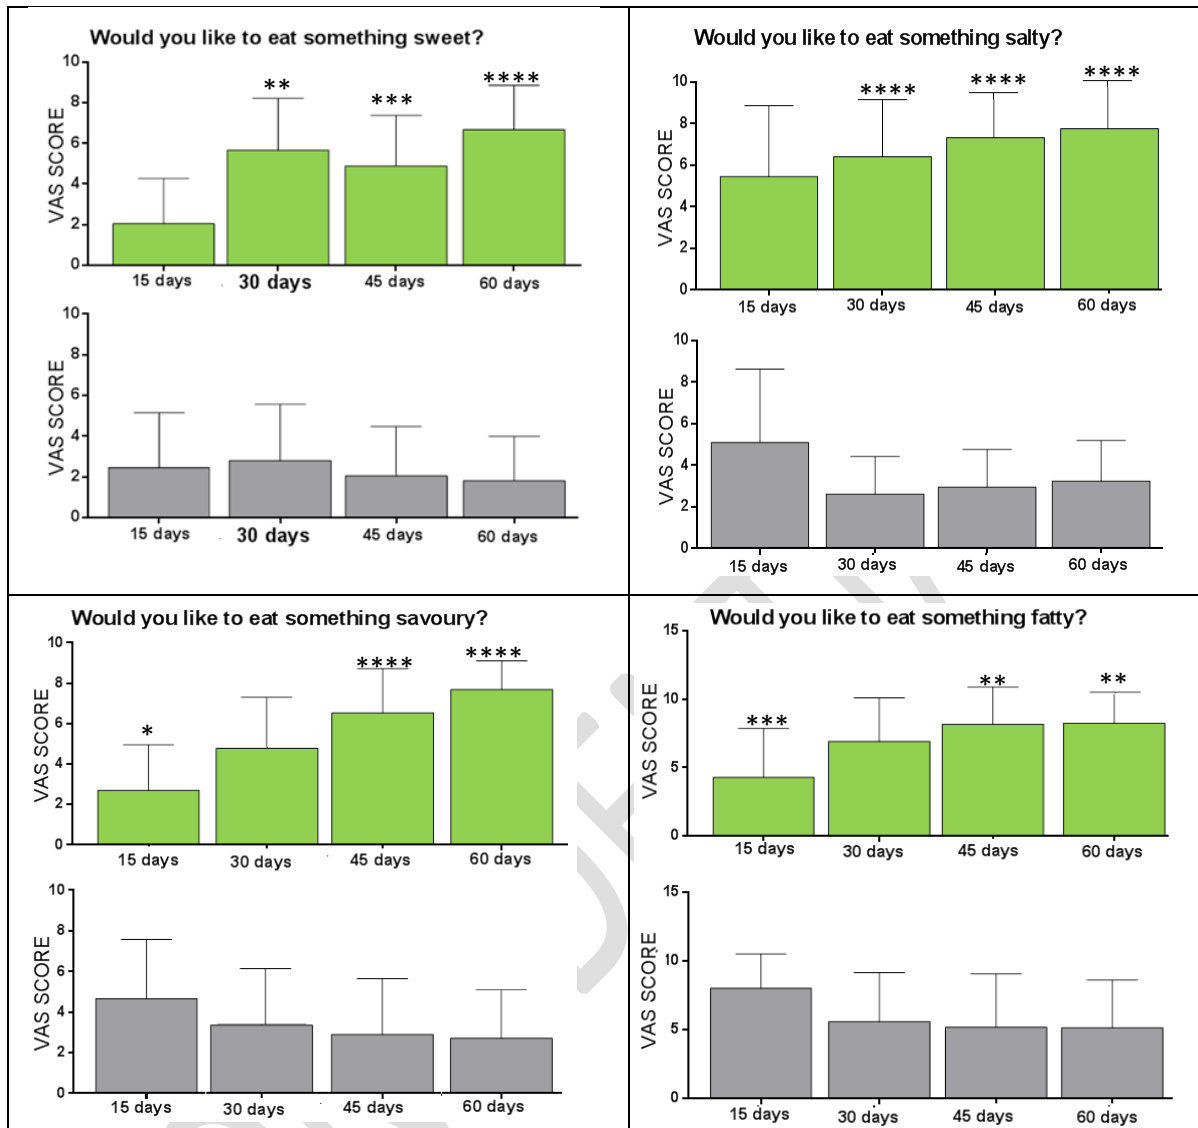 Would you like to eat something sweet?
10
8
6
4
2
0
VAS SCORE
**
***
****
15 days
30 days
45 days
60 days
10
8
6
4
2
0
VAS SCORE
15 days
30 days
45 days
60 days
Would you like to eat something salty?
10
8
6
4
2
0
VAS SCORE
****
****
****
15 days
30 days
45 days
60 days
10
8
6
4
2
0
VAS SCORE
15 days
30 days
45 days
60 days
Would you like to eat something savoury?
10
8
6
4
2
0
VAS SCORE
*
****
****
15 days
30 days
45 days
60 days
10
8
6
4
2
0
VAS SCORE
15 days
30 days
45 days
60 days
Would you like to eat something fatty?
15
10
5
0
VAS SCORE
***
**
**
15 days
30 days
45 days
60 days
15
10
5
0
VAS SCORE
15 days
30 days
45 days
60 days